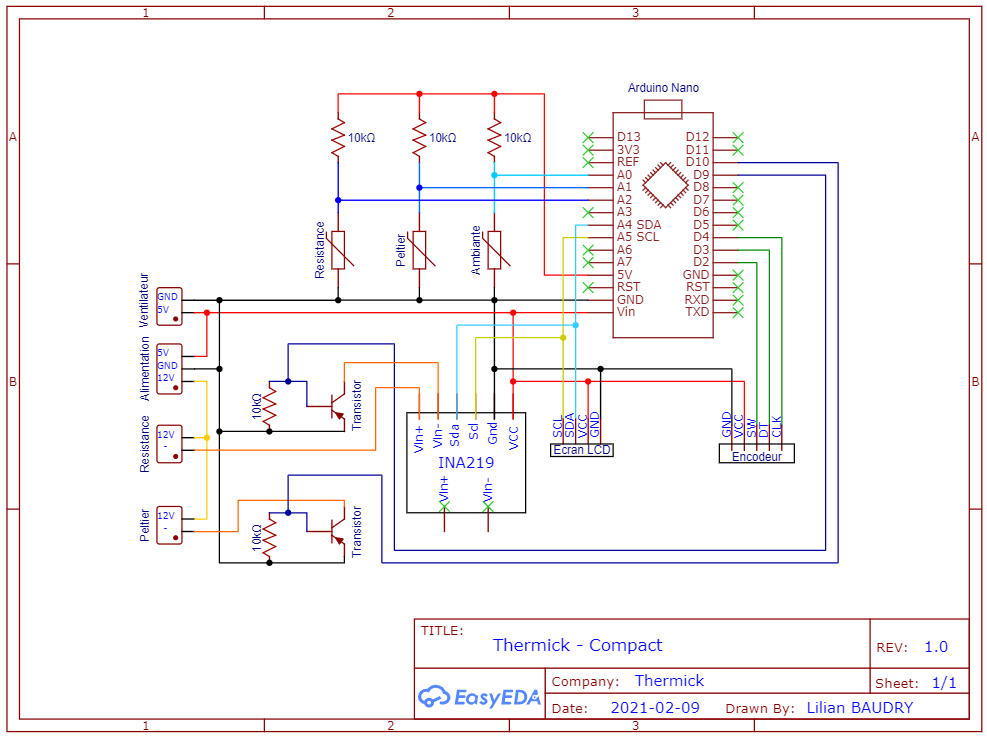 1
2
3
A
A
B
B
Arduino Nano
10kΩ
10kΩ
10kΩ
D13
3V3
REF
A0
A1
A2
A3
A4 SDA
A5 SCL
A6
A7
5V
RST
GND
Vin
D12
D11
D10
D9
D8
D7
D6
D5
D4
D3
D2
GND
RST
RXD
TXD
Resistance
Peltier
Ambiante
Ventilateur
GND
5V
Alimentation
5V
GND
12V
Resistance
12V
-
Peltier
12V
-
10kΩ
Transistor
10kΩ
Transistor
VIn+
VIn-
Sda
Scl
Gnd
VCC
INA219
VIn+
VIn-
SCL
SDA
VCC
GND
Ecran LCD
GND
VCC
SW
DT
CLK
Encodeur
TITLE:
Thermick - Compact
REV: 1.0
EasyEDA
Company: Thermick
Sheet: 1/1
Date: 2021-02-09 Drawn By: Lilian BAUDRY
1
2
3